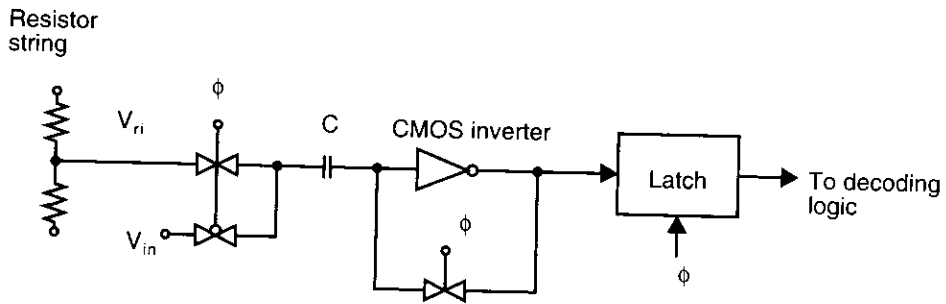 Resistor
string
ϕ
V_ri
C
CMOS inverter
Latch
To decoding
logic
V_in
ϕ
ϕ